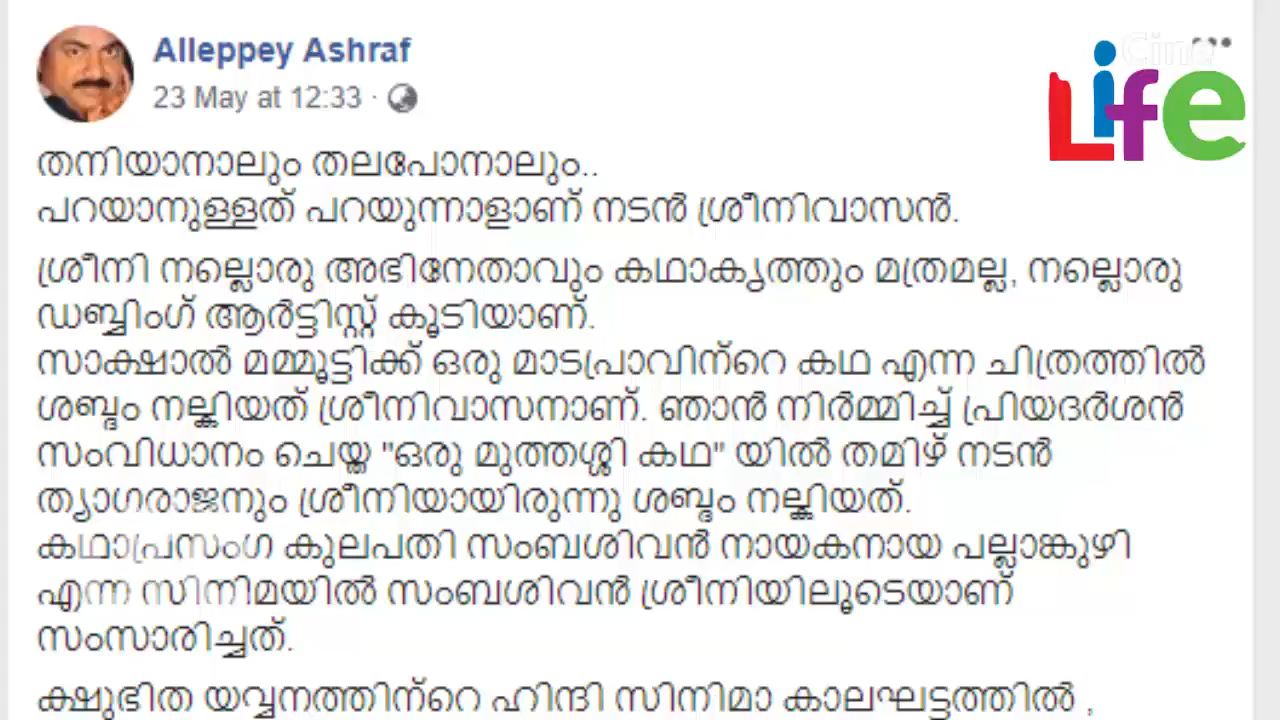 Alleppey Ashraf
23 May at 12:33 ·
Cine
Life
തനിയാനാലും തലപോനാലും..
പറയാനുള്ളത് പറയുന്നാളാണ് നടൻ ശ്രീനിവാസൻ.
ശ്രീനി നല്ലൊരു അഭിനേതാവും കഥാകൃത്തും മത്രമല്ല, നല്ലൊരു
ഡബ്ബിംഗ് ആർട്ടിസ്റ്റ് കൂടിയാണ്.
സാക്ഷാൽ മമ്മൂട്ടിക്ക് ഒരു മാടപ്രാവിന്റെ കഥ എന്ന ചിത്രത്തിൽ
ശബ്ദം നല്കിയത് ശ്രീനിവാസനാണ്. ഞാൻ നിർമ്മിച്ച് പ്രിയദർശൻ
സംവിധാനം ചെയ്ത "ഒരു മുത്തശ്ശി കഥ" യിൽ തമിഴ് നടൻ
ത്യാഗരാജനും ശ്രീനിയായിരുന്നു ശബ്ദം നല്കിയത്.
കഥാപ്രസംഗ കുലപതി സംബശിവൻ നായകനായ പല്ലാങ്കുഴി
എന്ന സിനിമയിൽ സംബശിവൻ ശ്രീനിയിലൂടെയാണ്
സംസാരിച്ചത്.
ക്ഷുഭിത യവ്വനത്തിന്റെ ഹിന്ദി സിനിമാ കാലഘട്ടത്തിൽ ,